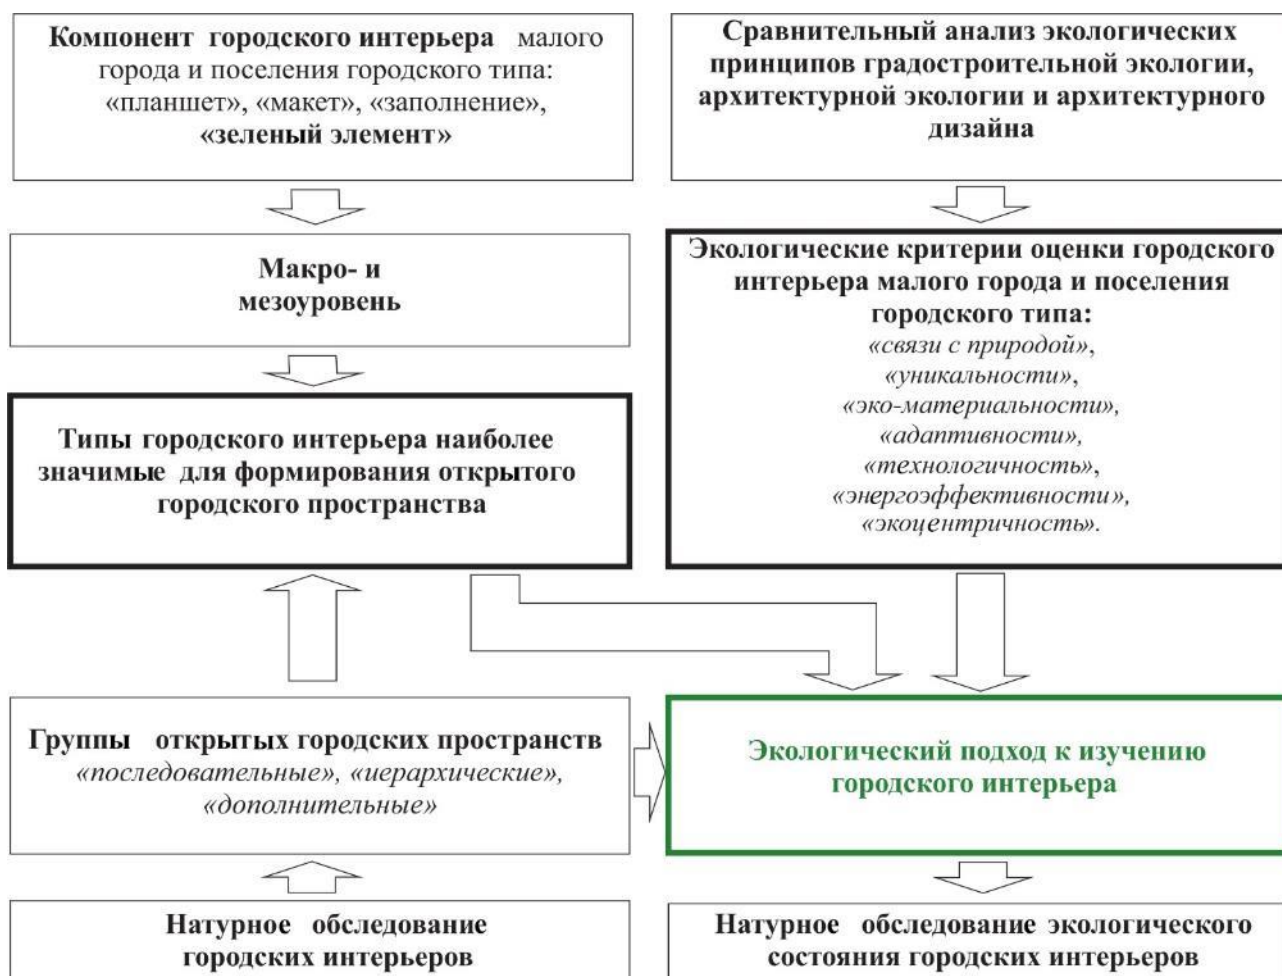 Компонент городского интерьера малого
города и поселения городского типа:
«планшет», «макет», «заполнение»,
«зеленый элемент»
Макро- и
мезоуровень
Типы городского интерьера наиболее
значимые для формирования открытого
городского пространства
Группы открытых городских пространств
«последовательные», «иерархические»,
«дополнительные»
Натурное обследование
городских интерьеров
Сравнительный анализ экологических
принципов градостроительной экологии,
архитектурной экологии и архитектурного
дизайна
Экологические критерии оценки городского
интерьера малого города и поселения
городского типа:
«связи с природой»,
«уникальности»,
«эко-материальности»,
«адаптивности»,
«технологичность»,
«энергоэффективности»,
«экоцентричность».
Экологический подход к изучению
городского интерьера
Натурное обследование экологического
состояния городских интерьеров